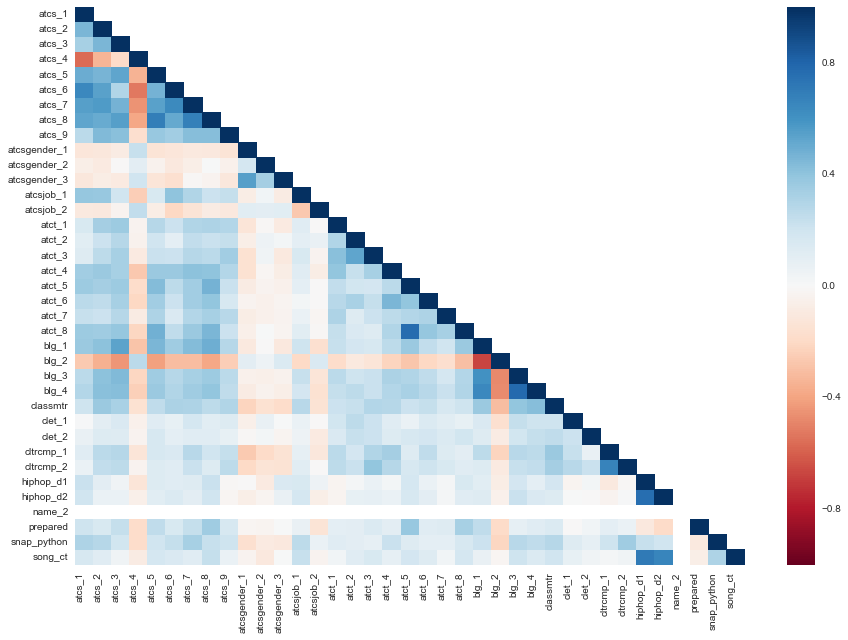 atcs_1
atcs_2
atcs_3
atcs_4
atcs_5
atcs_6
atcs_7
atcs_8
atcs_9
atcsgender_1
atcsgender_2
atcsgender_3
atcsjob_1
atcsjob_2
atct_1
atct_2
atct_3
atct_4
atct_5
atct_6
atct_7
atct_8
blg_1
blg_2
blg_3
blg_4
classmtr
clet_1
clet_2
cltrcmp_1
cltrcmp_2
hiphop_d1
hiphop_d2
name_2
prepared
snap_python
song_ct
atcs_1
atcs_2
atcs_3
atcs_4
atcs_5
atcs_6
atcs_7
atcs_8
atcs_9
atcsgender_1
atcsgender_2
atcsgender_3
atcsjob_1
atcsjob_2
atct_1
atct_2
atct_3
atct_4
atct_5
atct_6
atct_7
atct_8
blg_1
blg_2
blg_3
blg_4
classmtr
clet_1
clet_2
cltrcmp_1
cltrcmp_2
hiphop_d1
hiphop_d2
name_2
prepared
snap_python
song_ct
0.8
0.4
0.0
−0.4
−0.8